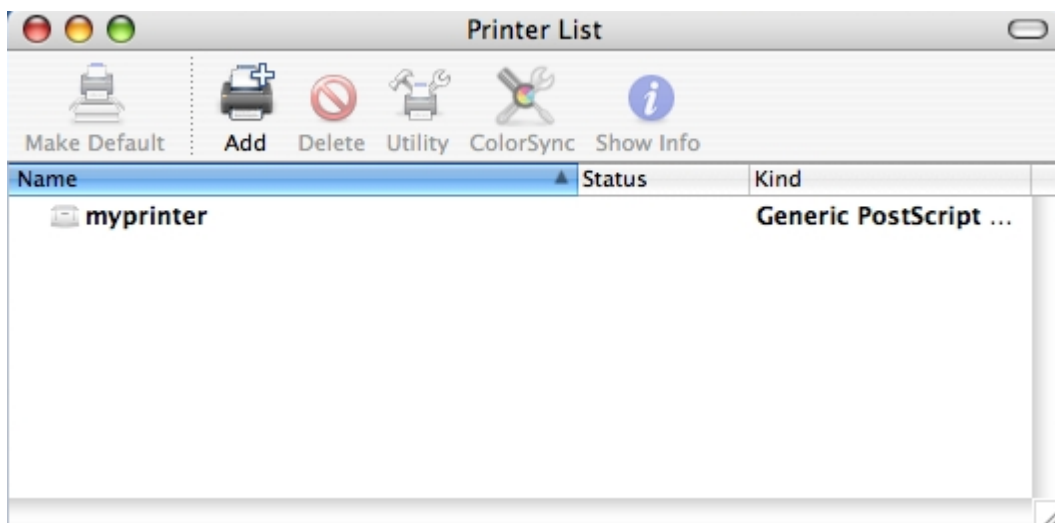 Printer List
Make Default Add Delete Utility ColorSync Show Info
Name Status Kind
myprinter Generic PostScript ...